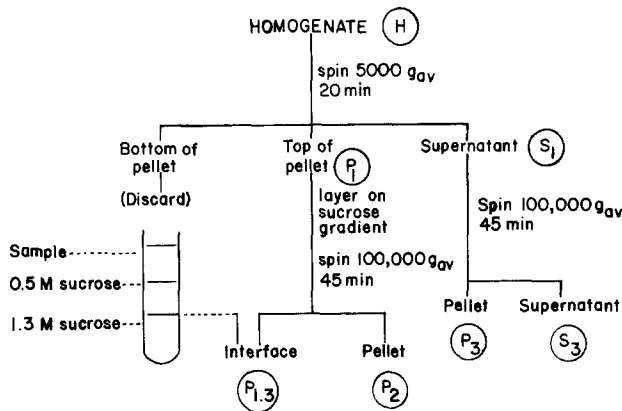 HOMOGENATE H
spin 5000 gav
20 min
Bottom of
pellet
(Discard)
Top of
pellet P1
layer on
sucrose
gradient
spin 100,000 gav
45 min
Supernatant S1
Spin 100,000 gav
45 min
Sample
0.5 M sucrose
1.3 M sucrose
Interface
P1.3
Pellet
P2
Pellet
P3
Supernatant
S3